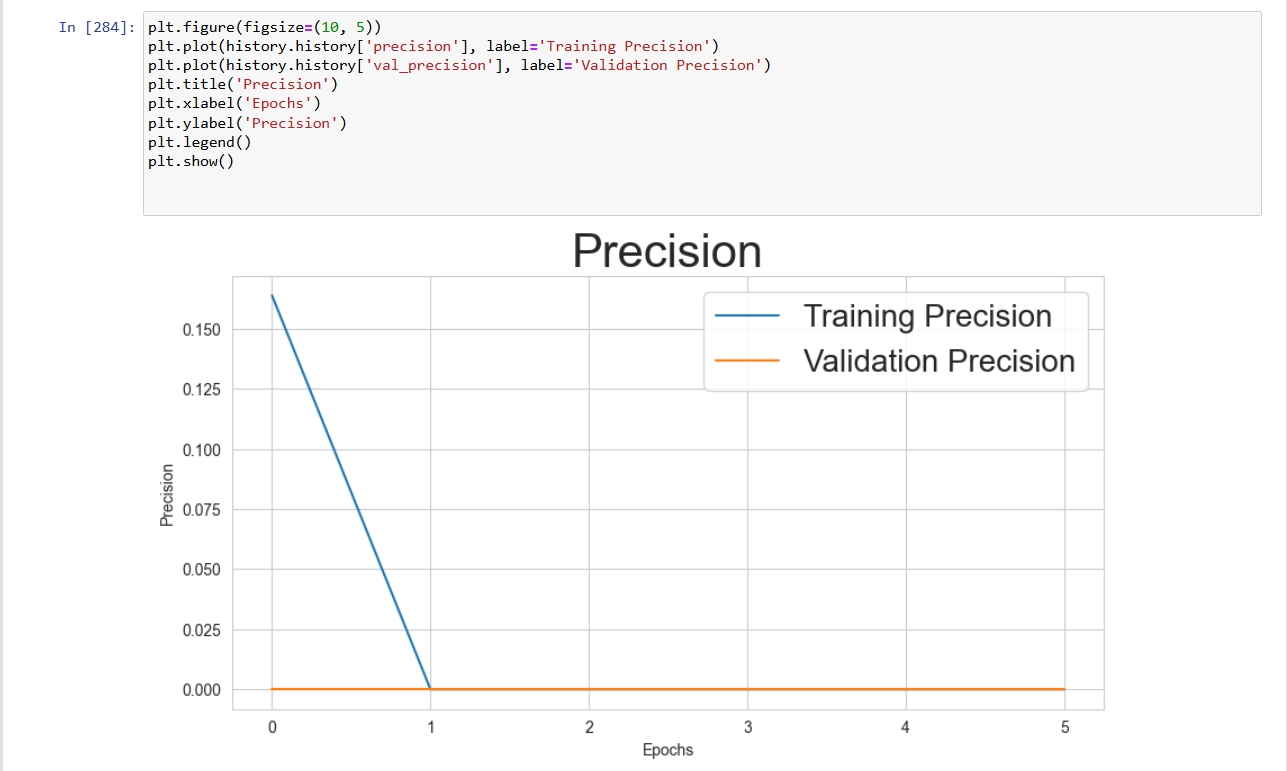 In [284]: plt.figure(figsize=(10, 5))
plt.plot(history.history['precision'], label='Training Precision')
plt.plot(history.history['val_precision'], label='Validation Precision')
plt.title('Precision')
plt.xlabel('Epochs')
plt.ylabel('Precision')
plt.legend()
plt.show()
Precision
Training Precision
Validation Precision
0.150
0.125
0.100
0.075
0.050
0.025
0.000
Precision
0 1 2 3 4 5
Epochs